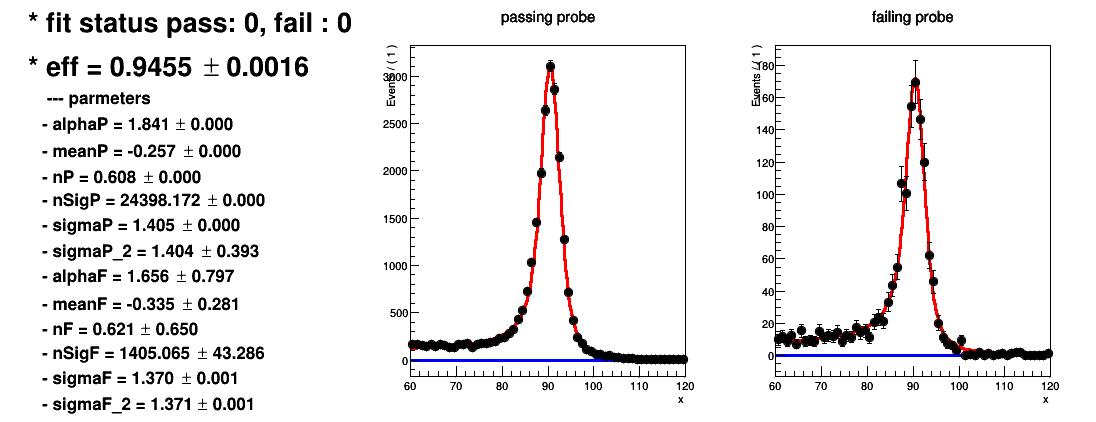 * fit status pass: 0, fail : 0
* eff = 0.9455 ± 0.0016
--- parmeters
- alphaP = 1.841 ± 0.000
- meanP = -0.257 ± 0.000
- nP = 0.608 ± 0.000
- nSigP = 24398.172 ± 0.000
- sigmaP = 1.405 ± 0.000
- sigmaP_2 = 1.404 ± 0.393
- alphaF = 1.656 ± 0.797
- meanF = -0.335 ± 0.281
- nF = 0.621 ± 0.650
- nSigF = 1405.065 ± 43.286
- sigmaF = 1.370 ± 0.001
- sigmaF_2 = 1.371 ± 0.001
passing probe
Events / ( 1 )
3000
2500
2000
1500
1000
500
0
60 70 80 90 100 110 120
x
failing probe
Events / ( 1 )
180
160
140
120
100
80
60
40
20
0
60 70 80 90 100 110 120
x